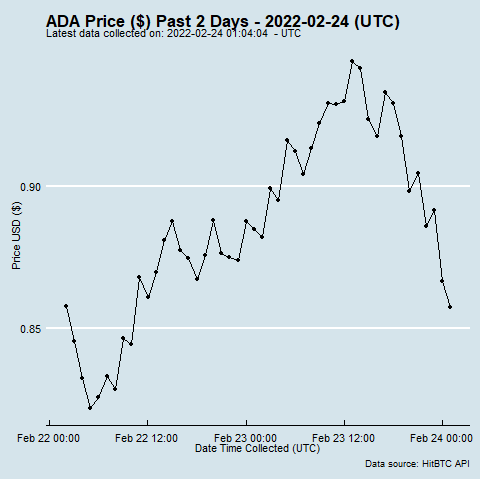 ADA Price ($) Past 2 Days - 2022-02-24 (UTC)
Latest data collected on: 2022-02-24 01:04:04 - UTC
0.90
0.85
Price USD ($)
Feb 22 00:00 Feb 22 12:00 Feb 23 00:00 Feb 23 12:00 Feb 24 00:00
Date Time Collected (UTC)
Data source: HitBTC API